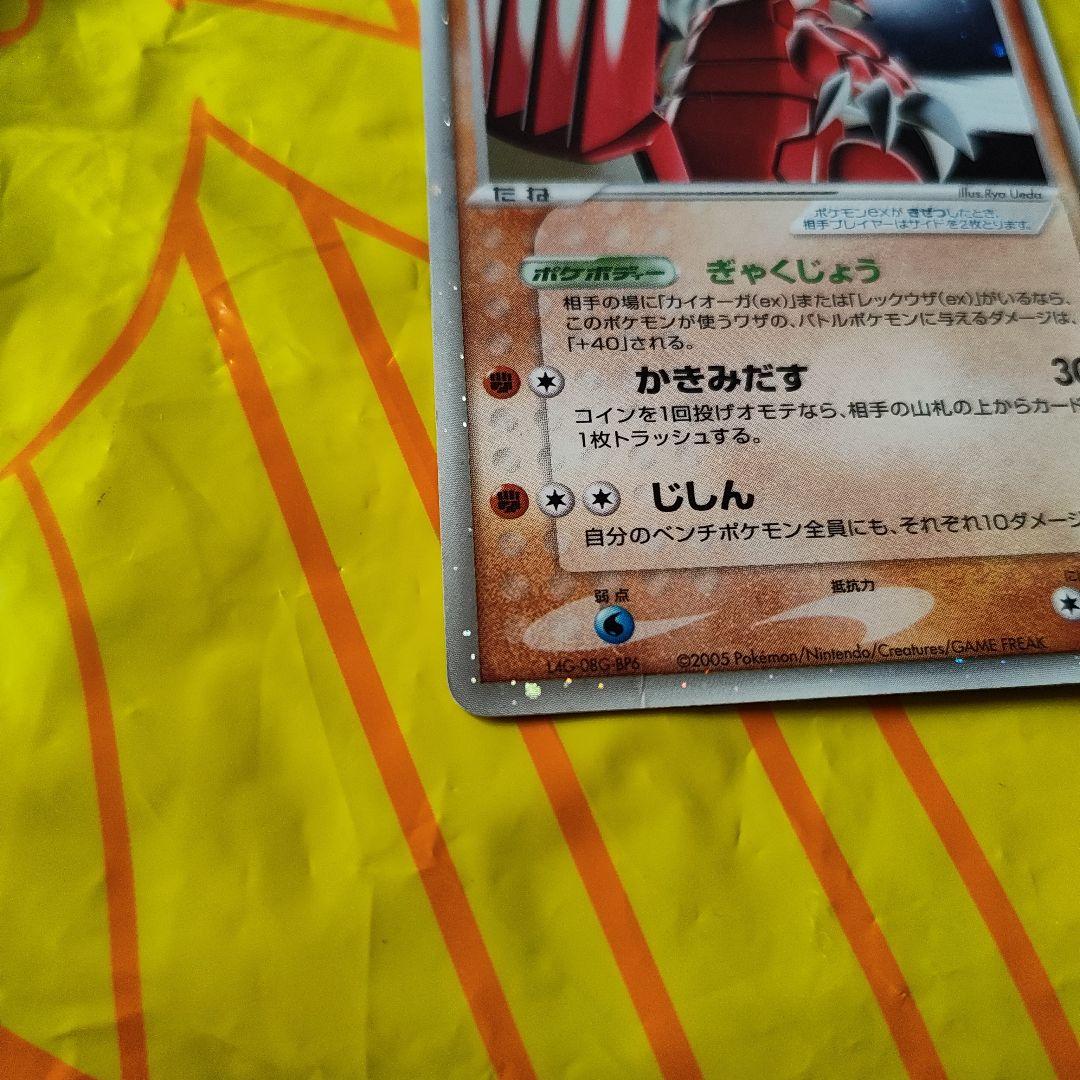 たね
illus.Ryo Ueda
ポケモンexがきぜつしたとき、
相手プレイヤーはサイドを2枚とります。
ポケボディー ぎゃくじょう
相手の場に「カイオーガ(ex)」または「レックウザ(ex)」がいるなら、
このポケモンが使うワザの、バトルポケモンに与えるダメージは、
「+40」される。
かきみだす 30
コインを1回投げオモテなら、相手の山札の上からカード
1枚トラッシュする。
じしん
自分のベンチポケモン全員にも、それぞれ10ダメージ
弱点 抵抗力
©2005 Pokémon/Nintendo/Creatures/GAME FREAK